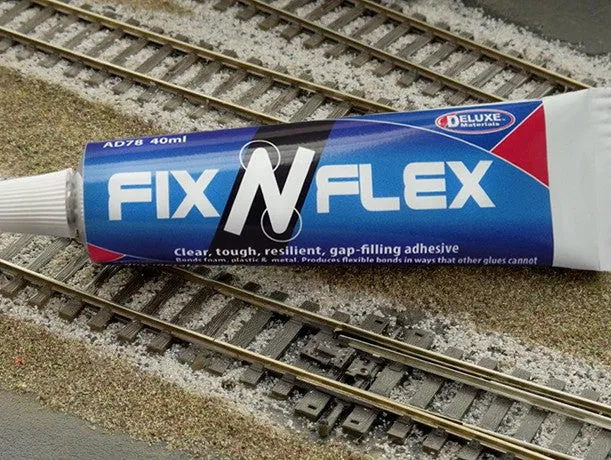 DELUXE
Materials
AD78 40ml
FIX N FLEX
Clear, tough, resilient, gap-filling adhesive
Bonds foam, plastic & metal. Produces flexible bonds in ways that other glues cannot